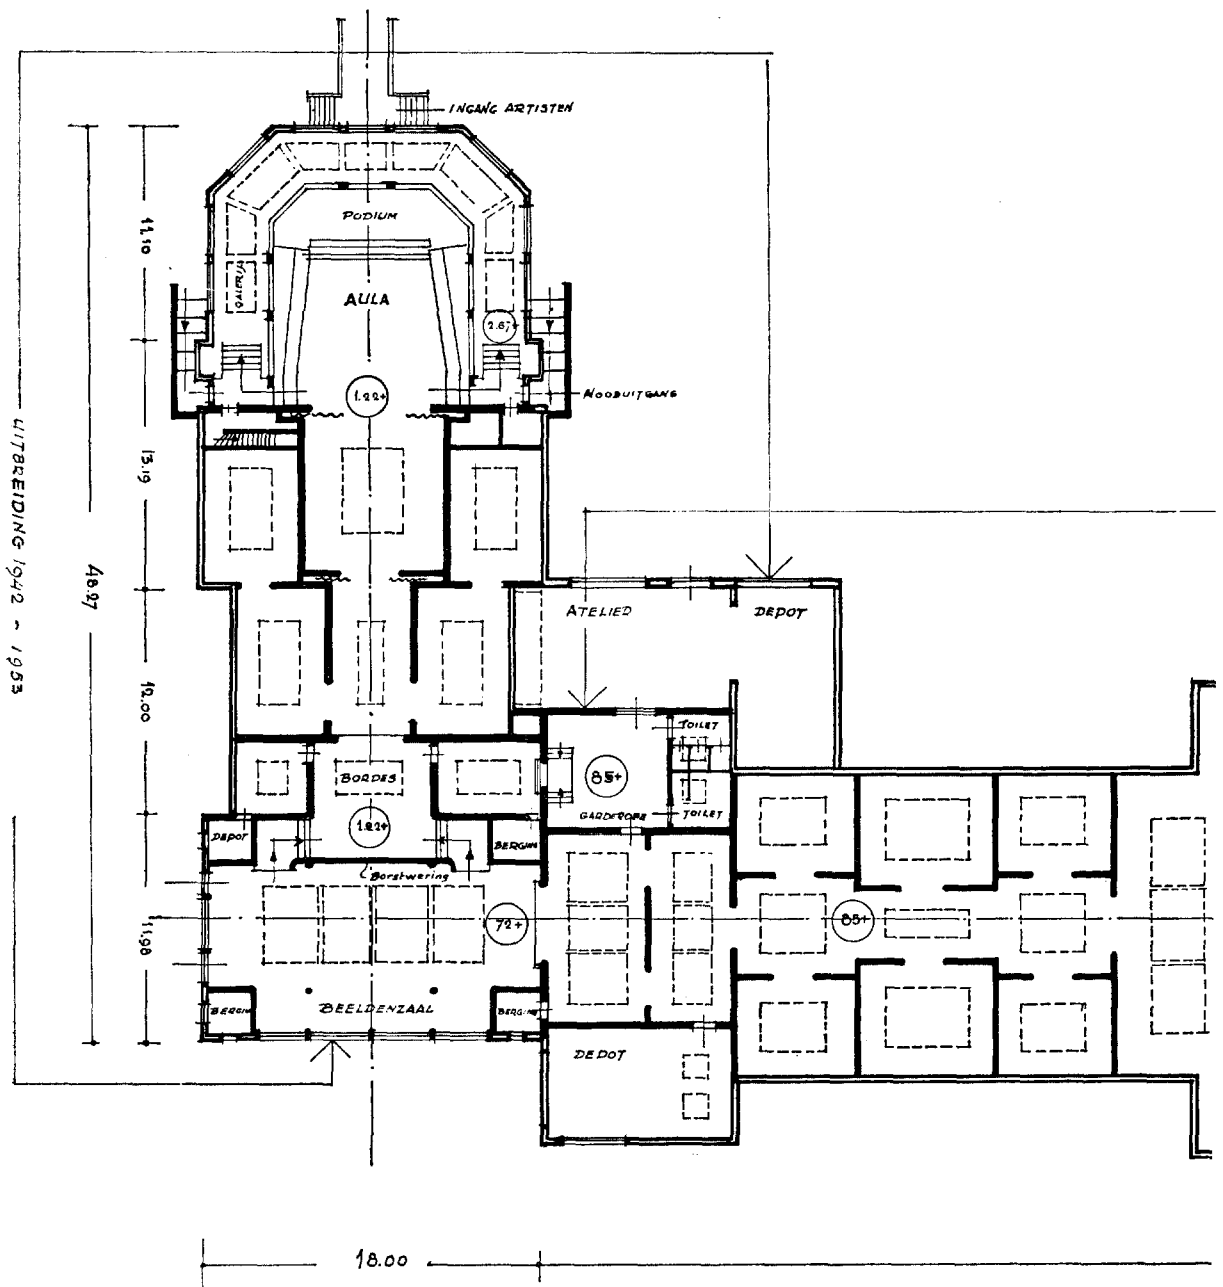 INGANG ARTISTEN
PODIUM
11.10
GALERIJ
AULA
2.67+
1.22+
NOODUITGANG
13.19
UITBREIDING 1942 - 1953
48.27
ATELIED
DEPOT
12.00
TOILET
BORDES
85+
GARDEROBE
TOILET
1.22+
DEPOT
BERGING
Borstwering
72+
85+
11.98
BERGING
BEELDENZAAL
BERGING
DEPOT
18.00